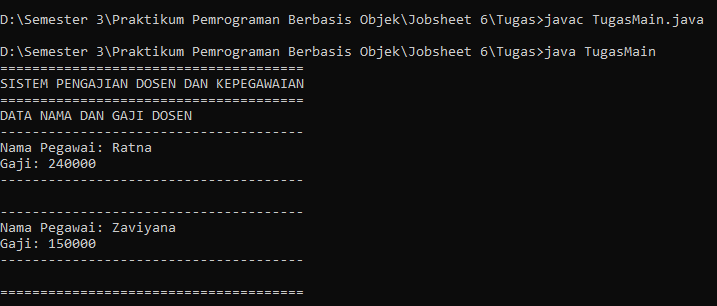 D:\Semester 3\Praktikum Pemrograman Berbasis Objek\Jobsheet 6\Tugas>javac TugasMain.java
D:\Semester 3\Praktikum Pemrograman Berbasis Objek\Jobsheet 6\Tugas>java TugasMain
======================================
SISTEM PENGAJIAN DOSEN DAN KEPEGAWAIAN
======================================
DATA NAMA DAN GAJI DOSEN
--------------------------------------
Nama Pegawai: Ratna
Gaji: 240000
--------------------------------------
--------------------------------------
Nama Pegawai: Zaviyana
Gaji: 150000
--------------------------------------
======================================